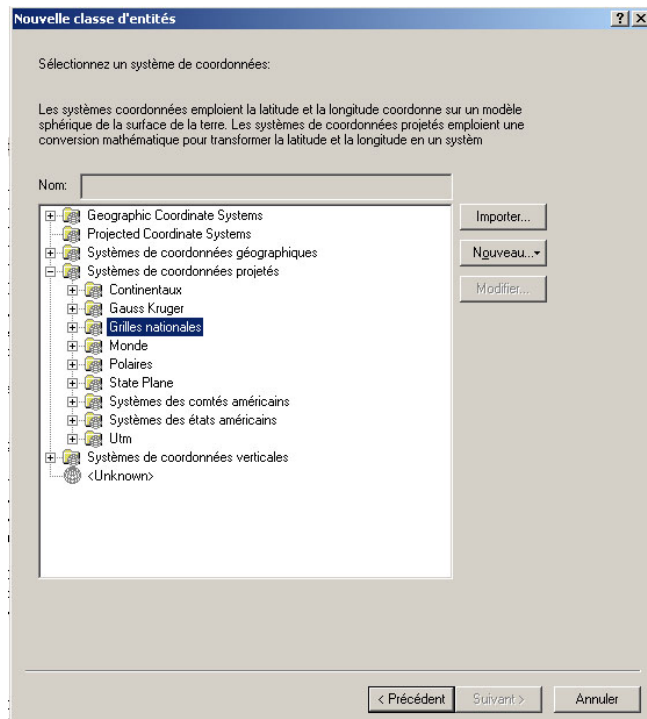 Nouvelle classe d'entités
Sélectionnez un système de coordonnées:
Les systèmes coordonnées emploient la latitude et la longitude coordonne sur un modèle
sphérique de la surface de la terre. Les systèmes de coordonnées projetés emploient une
conversion mathématique pour transformer la latitude et la longitude en un systèm
Nom:
Geographic Coordinate Systems
Projected Coordinate Systems
Systèmes de coordonnées géographiques
Systèmes de coordonnées projetés
Continentaux
Gauss Kruger
Grilles nationales
Monde
Polaires
State Plane
Systèmes des comtés américains
Systèmes des états américains
Utm
Systèmes de coordonnées verticales
<Unknown>
Importer...
Nouveau...
Modifier...
< Précédent
Suivant >
Annuler